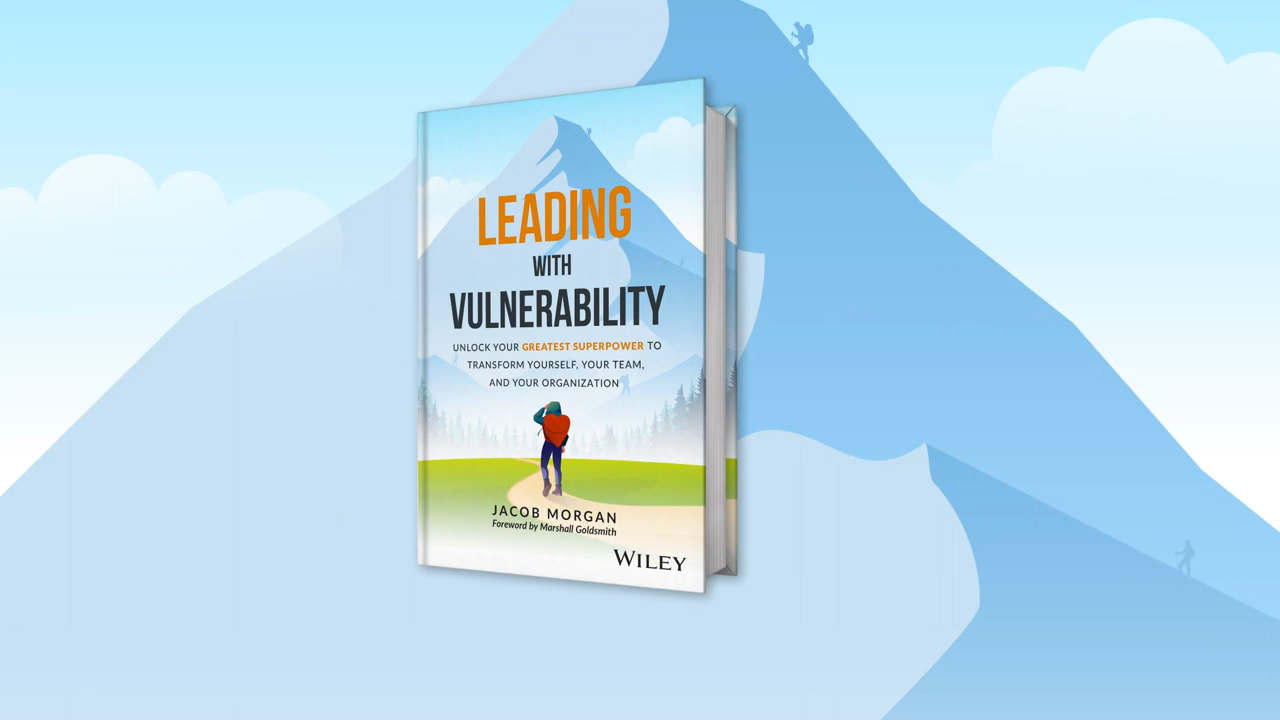 LEADING
WITH
VULNERABILITY
UNLOCK YOUR GREATEST SUPERPOWER TO
TRANSFORM YOURSELF, YOUR TEAM,
AND YOUR ORGANIZATION
JACOB MORGAN
Foreword by Marshall Goldsmith
WILEY